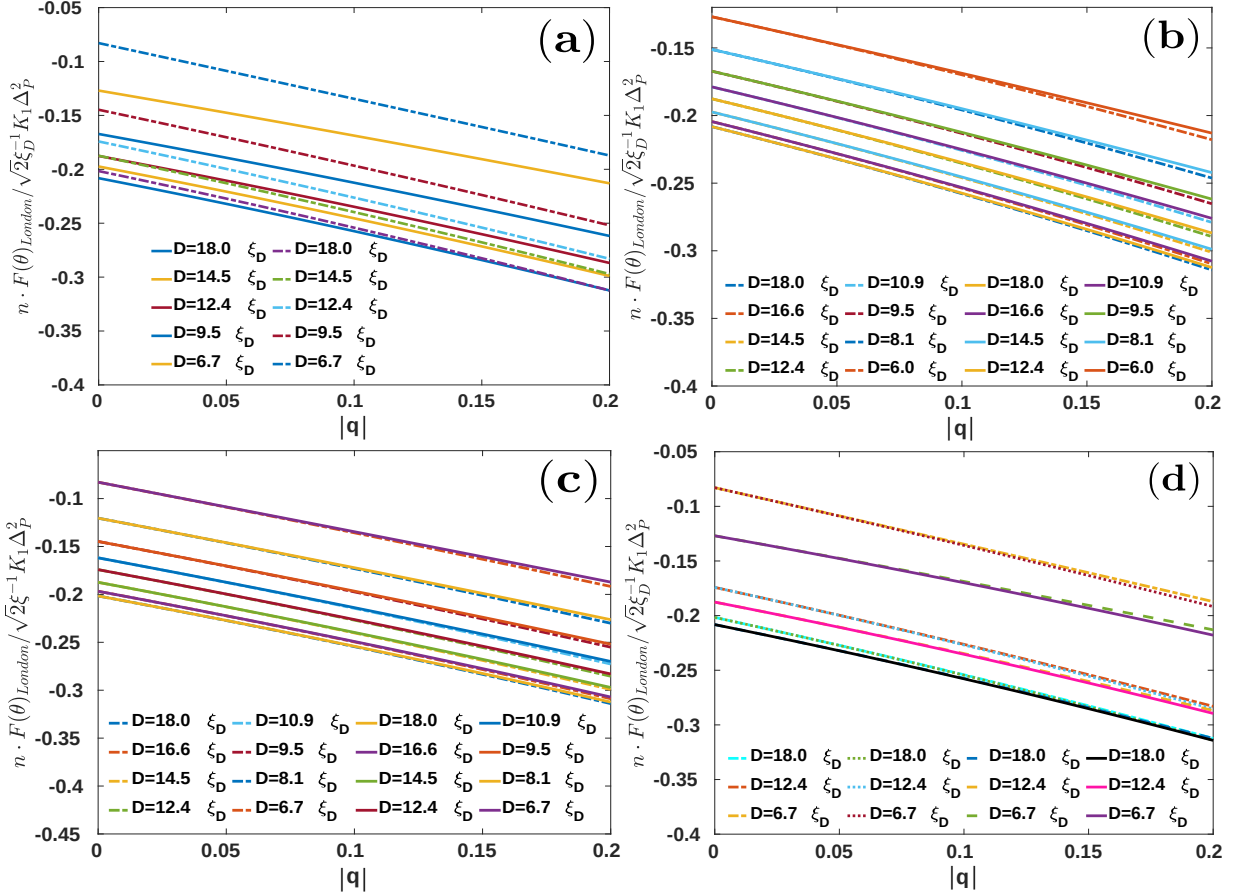 (a)
-0.05
-0.1
-0.15
-0.2
-0.25
-0.3
-0.35
-0.4
n · F(θ)London/√2ξD⁻¹K₁ΔP²
D=18.0 ξD D=18.0 ξD
D=14.5 ξD D=14.5 ξD
D=12.4 ξD D=12.4 ξD
D=9.5 ξD D=9.5 ξD
D=6.7 ξD D=6.7 ξD
0 0.05 0.1 0.15 0.2
|q|
(b)
-0.15
-0.2
-0.25
-0.3
-0.35
-0.4
n · F(θ)London/√2ξD⁻¹K₁ΔP²
D=18.0 ξD D=10.9 ξD D=18.0 ξD D=10.9 ξD
D=16.6 ξD D=9.5 ξD D=16.6 ξD D=9.5 ξD
D=14.5 ξD D=8.1 ξD D=14.5 ξD D=8.1 ξD
D=12.4 ξD D=6.0 ξD D=12.4 ξD D=6.0 ξD
0 0.05 0.1 0.15 0.2
|q|
(c)
-0.1
-0.15
-0.2
-0.25
-0.3
-0.35
-0.4
-0.45
n · F(θ)London/√2ξ⁻¹K₁ΔP²
D=18.0 ξD D=10.9 ξD D=18.0 ξD D=10.9 ξD
D=16.6 ξD D=9.5 ξD D=16.6 ξD D=9.5 ξD
D=14.5 ξD D=8.1 ξD D=14.5 ξD D=8.1 ξD
D=12.4 ξD D=6.7 ξD D=12.4 ξD D=6.7 ξD
0 0.05 0.1 0.15 0.2
|q|
(d)
-0.05
-0.1
-0.15
-0.2
-0.25
-0.3
-0.35
-0.4
n · F(θ)London/√2ξD⁻¹K₁ΔP²
D=18.0 ξD D=18.0 ξD D=18.0 ξD D=18.0 ξD
D=12.4 ξD D=12.4 ξD D=12.4 ξD D=12.4 ξD
D=6.7 ξD D=6.7 ξD D=6.7 ξD D=6.7 ξD
0 0.05 0.1 0.15 0.2
|q|